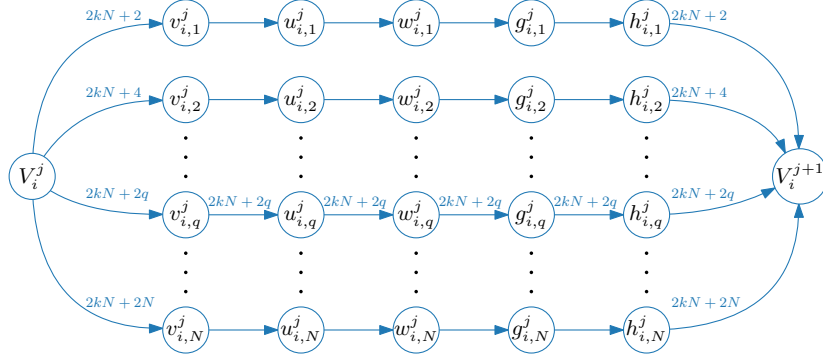 2kN + 2 v^j_{i,1} u^j_{i,1} w^j_{i,1} g^j_{i,1} h^j_{i,1} 2kN + 2
2kN + 4 v^j_{i,2} u^j_{i,2} w^j_{i,2} g^j_{i,2} h^j_{i,2} 2kN + 4
V^j_i V^{j+1}_i
2kN + 2q v^j_{i,q} 2kN + 2q u^j_{i,q} 2kN + 2q w^j_{i,q} 2kN + 2q g^j_{i,q} 2kN + 2q h^j_{i,q} 2kN + 2q
2kN + 2N v^j_{i,N} u^j_{i,N} w^j_{i,N} g^j_{i,N} h^j_{i,N} 2kN + 2N